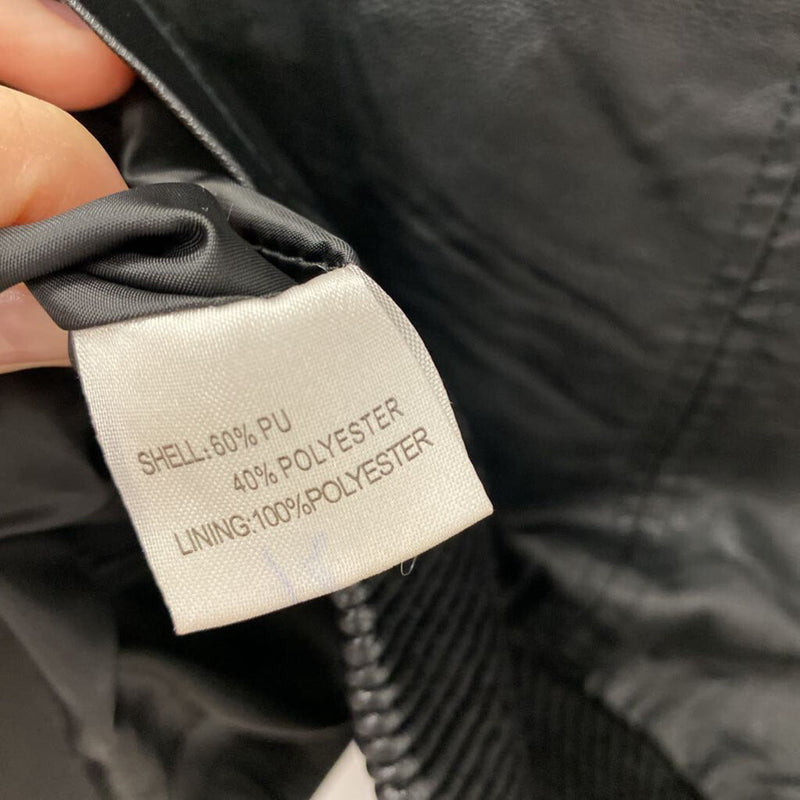 SHELL:60% PU
40% POLYESTER
LINING:100%POLYESTER